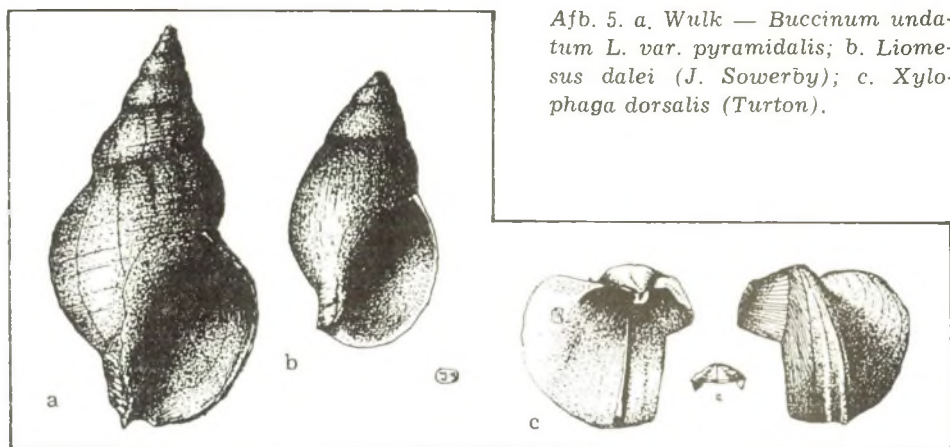 Afb. 5. a. Wulk — Buccinum unda-
tum L. var. pyramidalis; b. Liome-
sus dalei (J. Sowerby); c. Xylo-
phaga dorsalis (Turton).
a
b
c